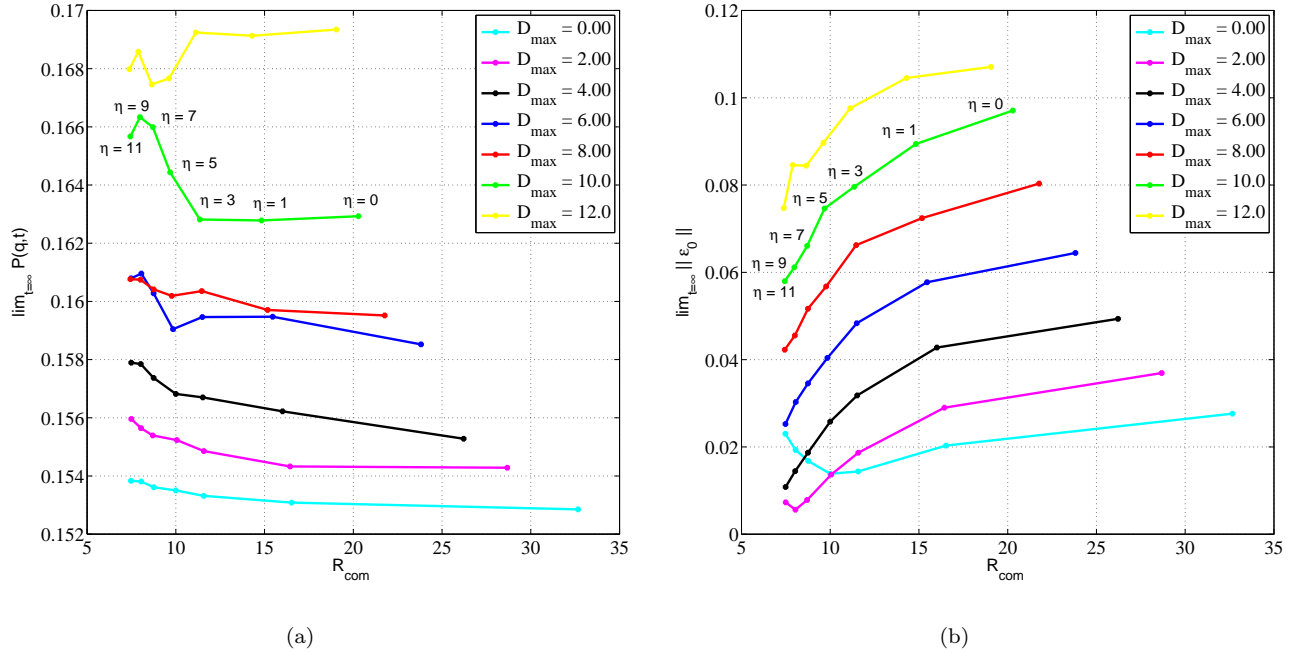 0.17
0.168
0.166
0.164
0.162
0.16
0.158
0.156
0.154
0.152
5
10
15
20
25
30
35
R_com
lim_{t=∞} P(q,t)
η = 9
η = 7
η = 11
η = 5
η = 3
η = 1
η = 0
D_max = 0.00
D_max = 2.00
D_max = 4.00
D_max = 6.00
D_max = 8.00
D_max = 10.0
D_max = 12.0
(a)
0.12
0.1
0.08
0.06
0.04
0.02
0
5
10
15
20
25
30
35
R_com
lim_{t=∞} || ε_0 ||
η = 0
η = 1
η = 3
η = 5
η = 7
η = 9
η = 11
D_max = 0.00
D_max = 2.00
D_max = 4.00
D_max = 6.00
D_max = 8.00
D_max = 10.0
D_max = 12.0
(b)